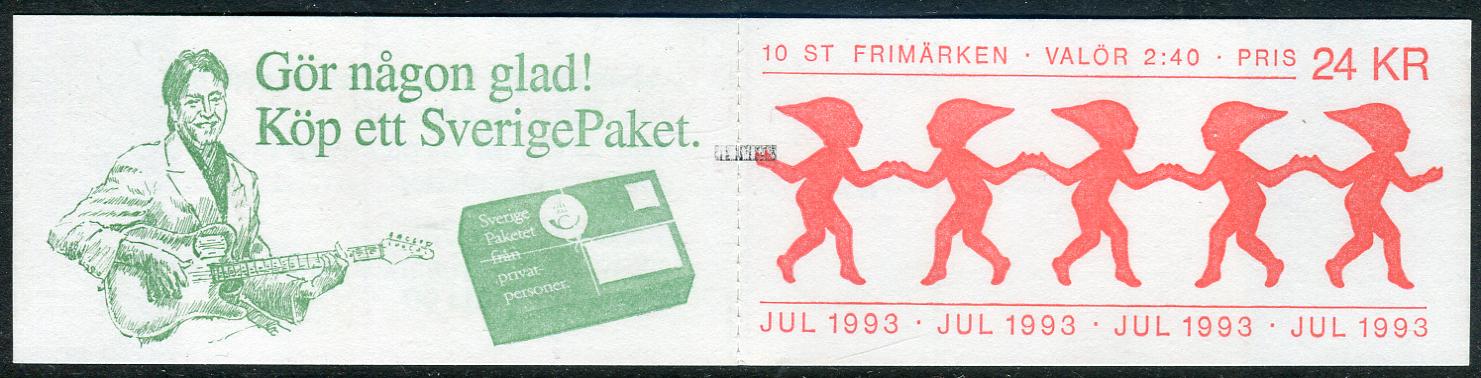 Gör någon glad!
Köp ett SverigePaket.
Sverige
Paketet
från
privat-
personer.
10 ST FRIMÄRKEN · VALÖR 2:40 · PRIS 24 KR
JUL 1993 · JUL 1993 · JUL 1993 · JUL 1993